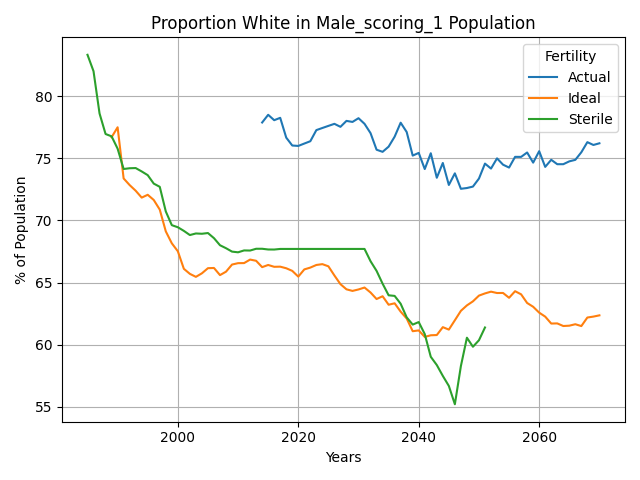 Proportion White in Male_scoring_1 Population
Fertility
Actual
Ideal
Sterile
% of Population
80
75
70
65
60
55
2000
2020
2040
2060
Years